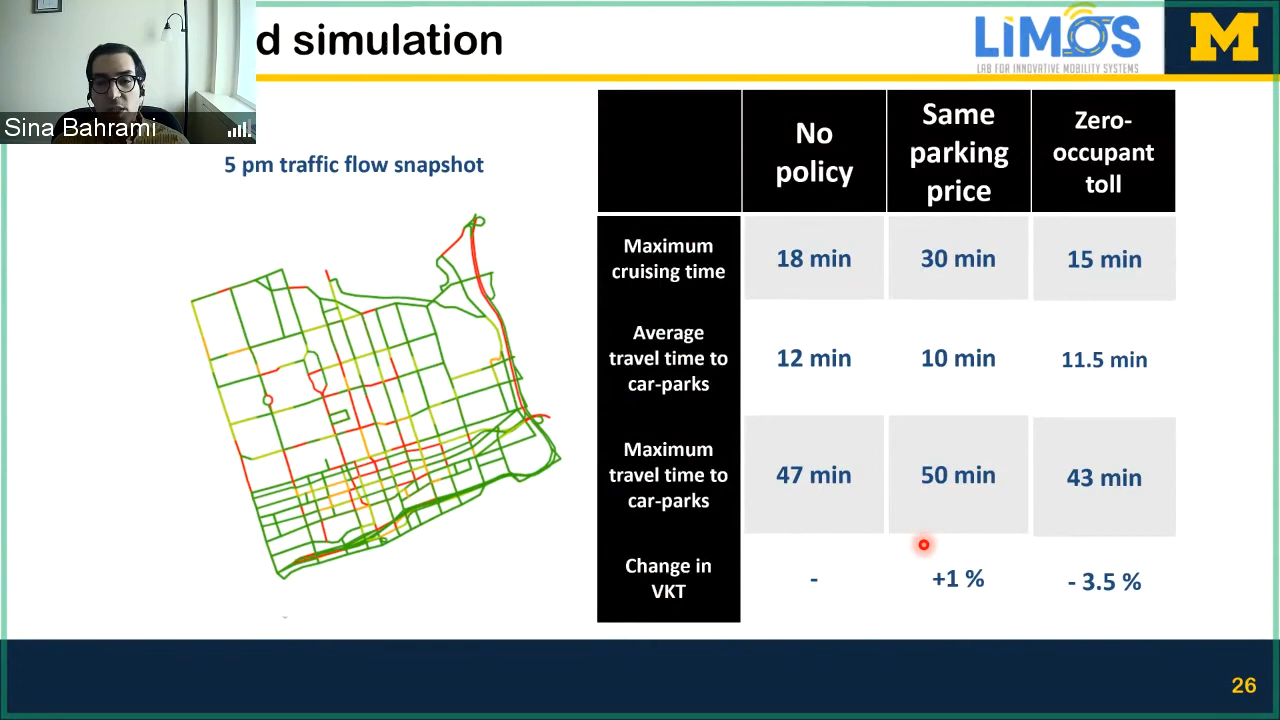 d simulation
LiMOS
LAB FOR INNOVATIVE MOBILITY SYSTEMS
M
Sina Bahrami
5 pm traffic flow snapshot
No
policy
Same
parking
price
Zero-
occupant
toll
Maximum
cruising time
18 min
30 min
15 min
Average
travel time to
car-parks
12 min
10 min
11.5 min
Maximum
travel time to
car-parks
47 min
50 min
43 min
Change in
VKT
-
+1 %
- 3.5 %
26